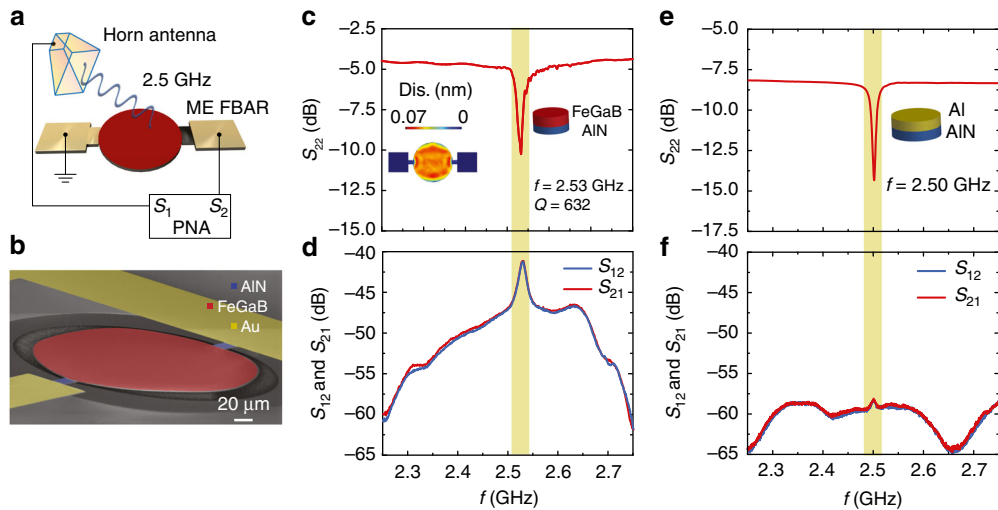 a
Horn antenna
2.5 GHz
ME FBAR
S1 S2
PNA
b
AlN
FeGaB
Au
20 μm
c
−2.5
−5.0
−7.5
−10.0
−12.5
−15.0
S22 (dB)
Dis. (nm)
0.07 0
FeGaB
AlN
f = 2.53 GHz
Q = 632
d
−40
−45
−50
−55
−60
−65
S12 and S21 (dB)
S12
S21
2.3 2.4 2.5 2.6 2.7
f (GHz)
e
−5.0
−7.5
−10.0
−12.5
−15.0
−17.5
S22 (dB)
Al
AlN
f = 2.50 GHz
f
−40
−45
−50
−55
−60
−65
S12 and S21 (dB)
S12
S21
2.3 2.4 2.5 2.6 2.7
f (GHz)